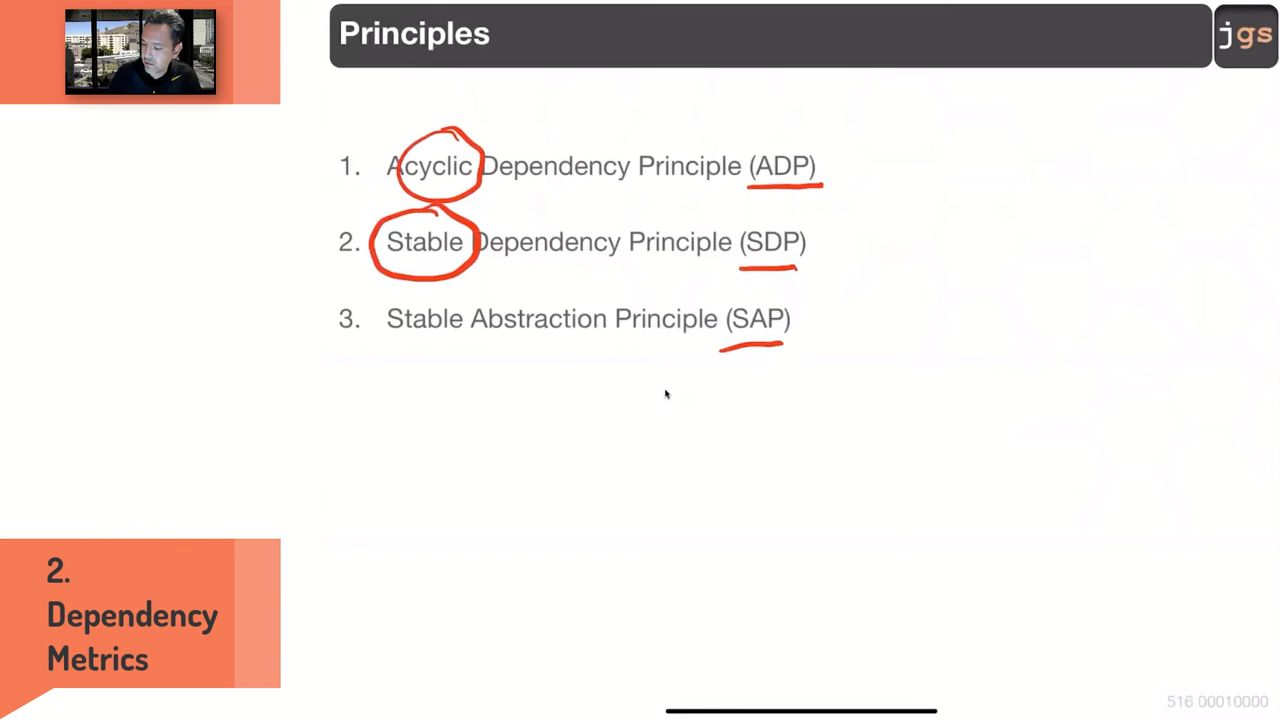 Principles
jgs
1. Acyclic Dependency Principle (ADP)
2. Stable Dependency Principle (SDP)
3. Stable Abstraction Principle (SAP)
2.
Dependency
Metrics
516 00010000